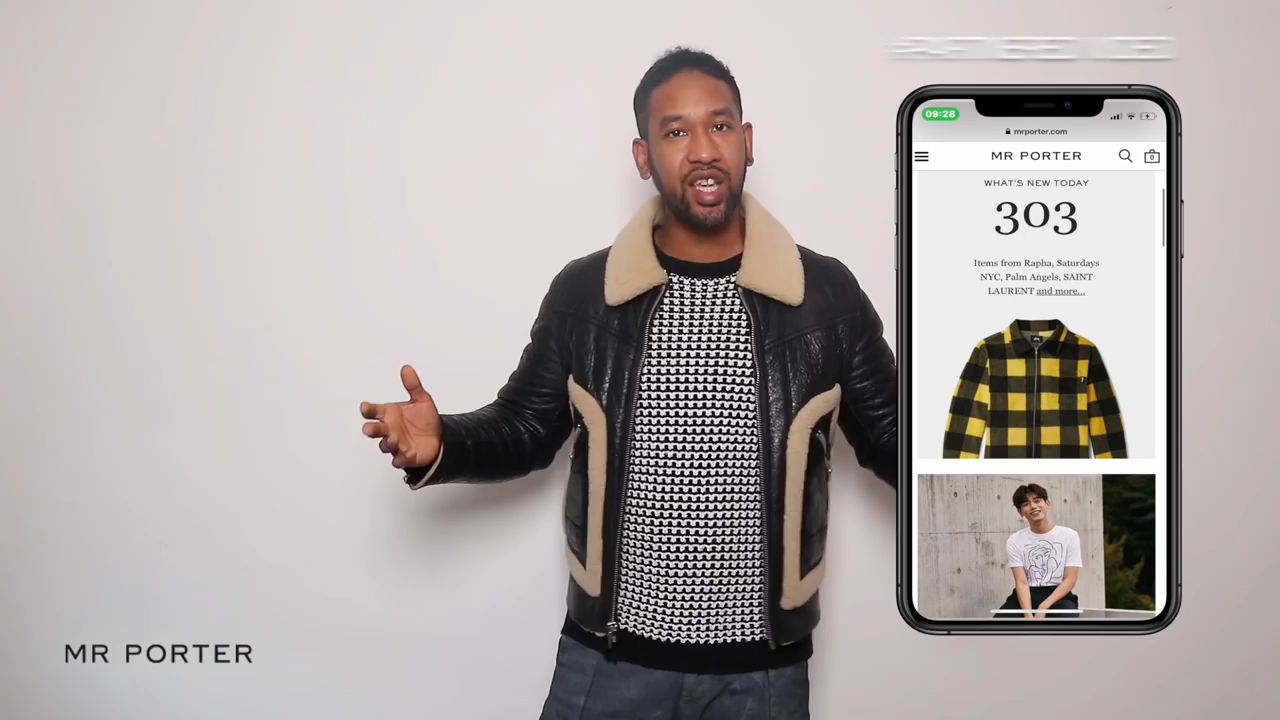 09:28
mrporter.com
MR PORTER
0
WHAT'S NEW TODAY
303
Items from Rapha, Saturdays
NYC, Palm Angels, SAINT
LAURENT and more...
MR PORTER